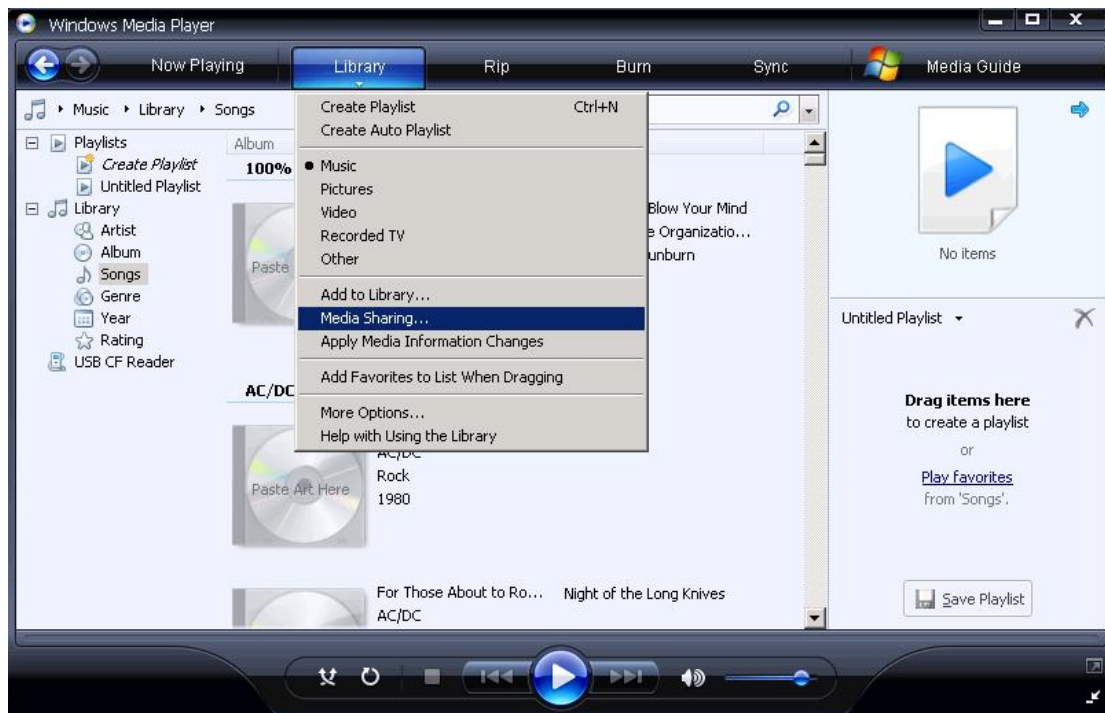 Windows Media Player
Now Playing
Library
Rip
Burn
Sync
Media Guide
Music
Library
Songs
Playlists
Create Playlist
Untitled Playlist
Library
Artist
Album
Songs
Genre
Year
Rating
USB CF Reader
Album
100%
Paste
Create Playlist Ctrl+N
Create Auto Playlist
Music
Pictures
Video
Recorded TV
Other
Add to Library...
Media Sharing...
Apply Media Information Changes
Add Favorites to List When Dragging
More Options...
Help with Using the Library
Blow Your Mind
e Organizatio...
unburn
AC/DC
Paste Art Here
AC/DC
Rock
1980
For Those About to Ro... Night of the Long Knives
AC/DC
No items
Untitled Playlist
Drag items here
to create a playlist
or
Play favorites
from 'Songs'.
Save Playlist